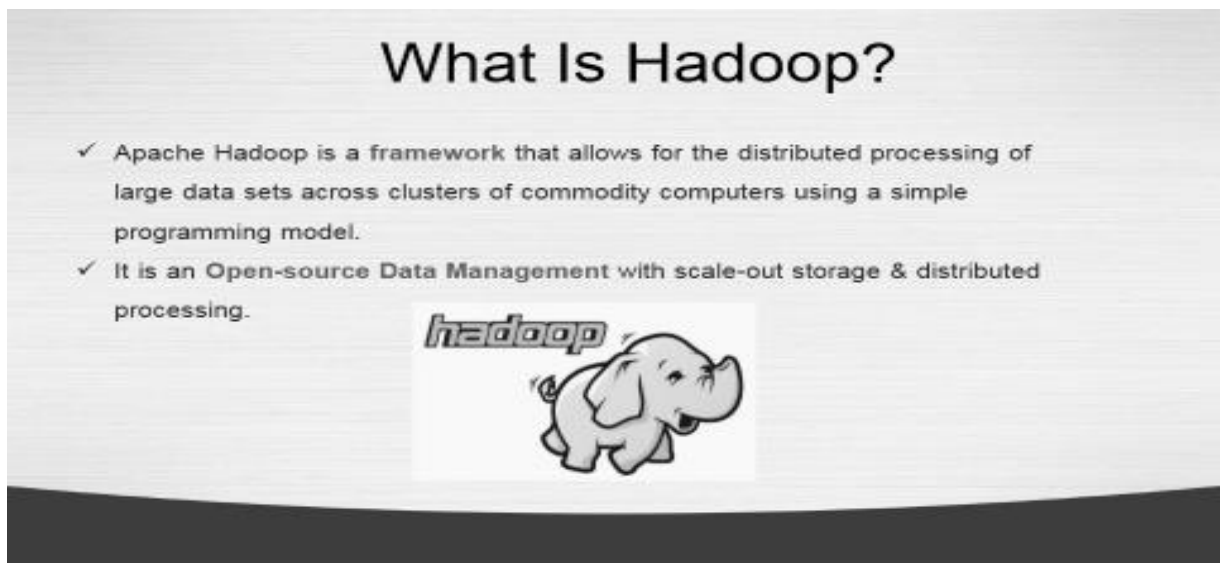 What Is Hadoop?
✓ Apache Hadoop is a framework that allows for the distributed processing of
large data sets across clusters of commodity computers using a simple
programming model.
✓ It is an Open-source Data Management with scale-out storage & distributed
processing.
hadoop